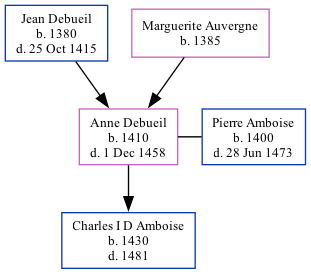 Jean Debueil
b. 1380
d. 25 Oct 1415
Marguerite Auvergne
b. 1385
Anne Debueil
b. 1410
d. 1 Dec 1458
Pierre Amboise
b. 1400
d. 28 Jun 1473
Charles I D Amboise
b. 1430
d. 1481